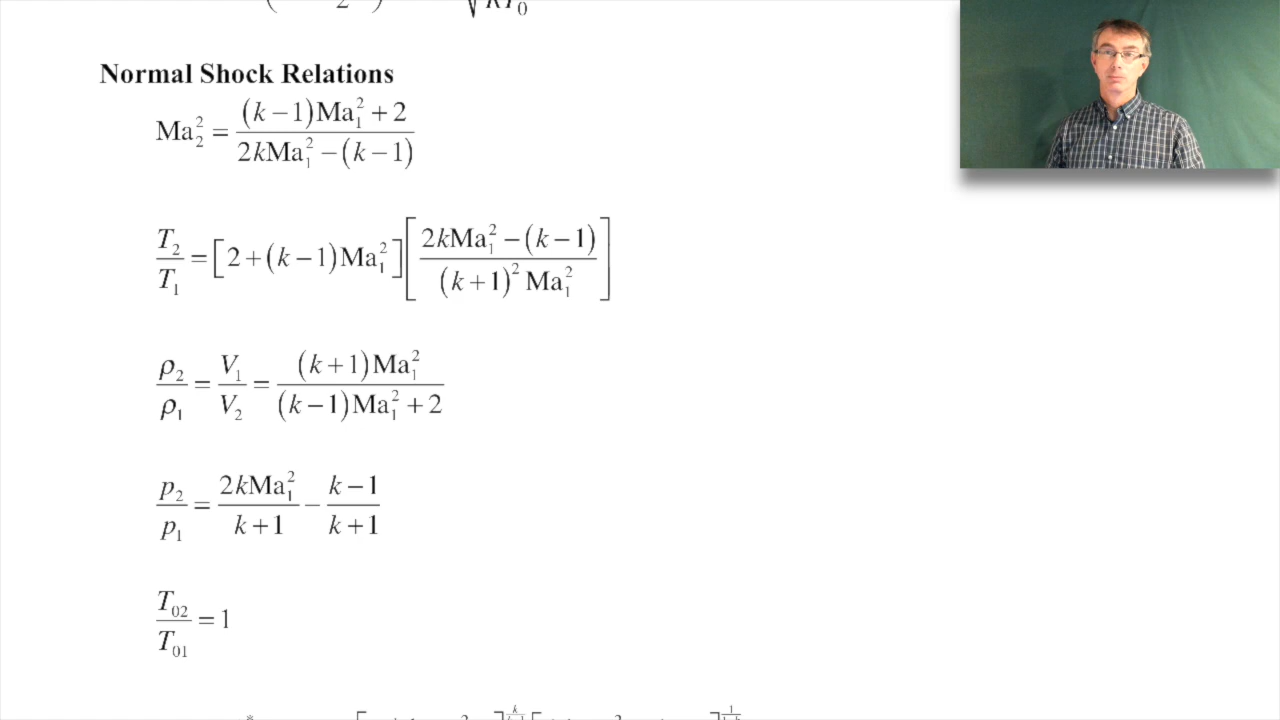 Normal Shock Relations
Ma₂² = ((k−1)Ma₁² + 2) / (2kMa₁² − (k−1))
T₂/T₁ = [2 + (k−1)Ma₁²][(2kMa₁² − (k−1)) / ((k+1)² Ma₁²)]
ρ₂/ρ₁ = V₁/V₂ = ((k+1)Ma₁²) / ((k−1)Ma₁² + 2)
p₂/p₁ = 2kMa₁²/(k+1) − (k−1)/(k+1)
T₀₂/T₀₁ = 1